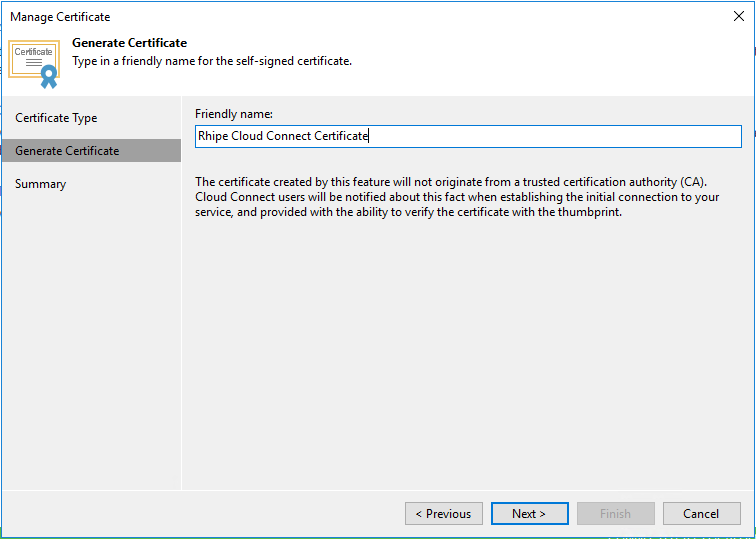 Manage Certificate
Certificate
Generate Certificate
Type in a friendly name for the self-signed certificate.
Certificate Type
Generate Certificate
Summary
Friendly name:
Rhipe Cloud Connect Certificate
The certificate created by this feature will not originate from a trusted certification authority (CA).
Cloud Connect users will be notified about this fact when establishing the initial connection to your
service, and provided with the ability to verify the certificate with the thumbprint.
< Previous
Next >
Finish
Cancel